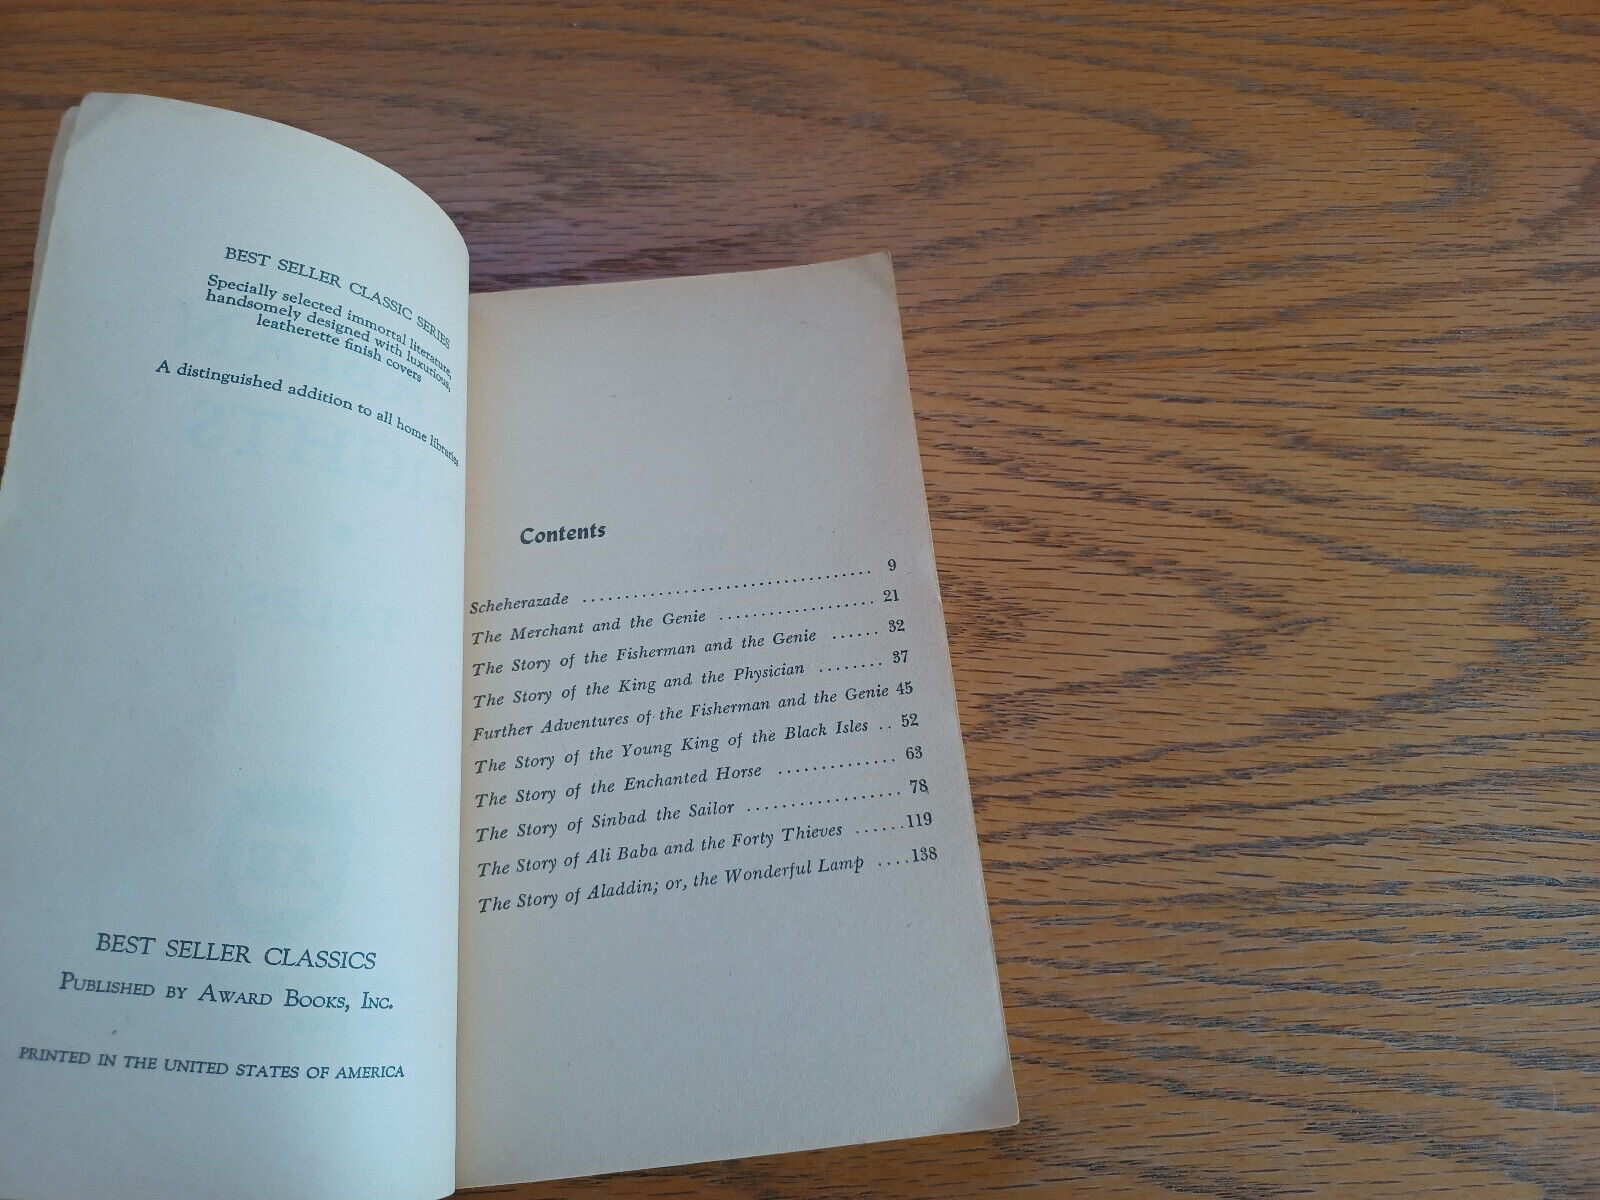 BEST SELLER CLASSIC SERIES
Specially selected immortal literature,
handsomely designed with luxurious,
leatherette finish covers
A distinguished addition to all home libraries
BEST SELLER CLASSICS
PUBLISHED BY AWARD BOOKS, INC.
PRINTED IN THE UNITED STATES OF AMERICA
Contents
Scheherazade .................................. 9
The Merchant and the Genie ................... 21
The Story of the Fisherman and the Genie ...... 32
The Story of the King and the Physician ........ 37
Further Adventures of the Fisherman and the Genie 45
The Story of the Young King of the Black Isles .. 52
The Story of the Enchanted Horse .............. 63
The Story of Sinbad the Sailor .................. 78
The Story of Ali Baba and the Forty Thieves ......119
The Story of Aladdin; or, the Wonderful Lamp ....138